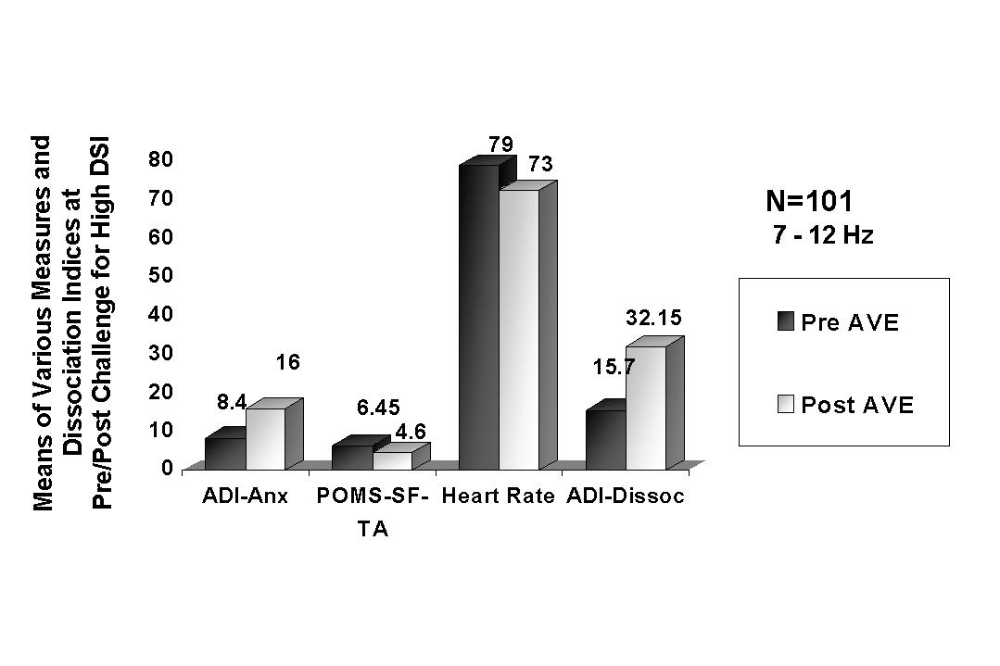 Means of Various Measures and
Dissociation Indices at
Pre/Post Challenge for High DSI
80
70
60
50
40
30
20
10
0
8.4
16
6.45
4.6
79
73
15.7
32.15
ADI-Anx
POMS-SF-
TA
Heart Rate
ADI-Dissoc
N=101
7 - 12 Hz
Pre AVE
Post AVE